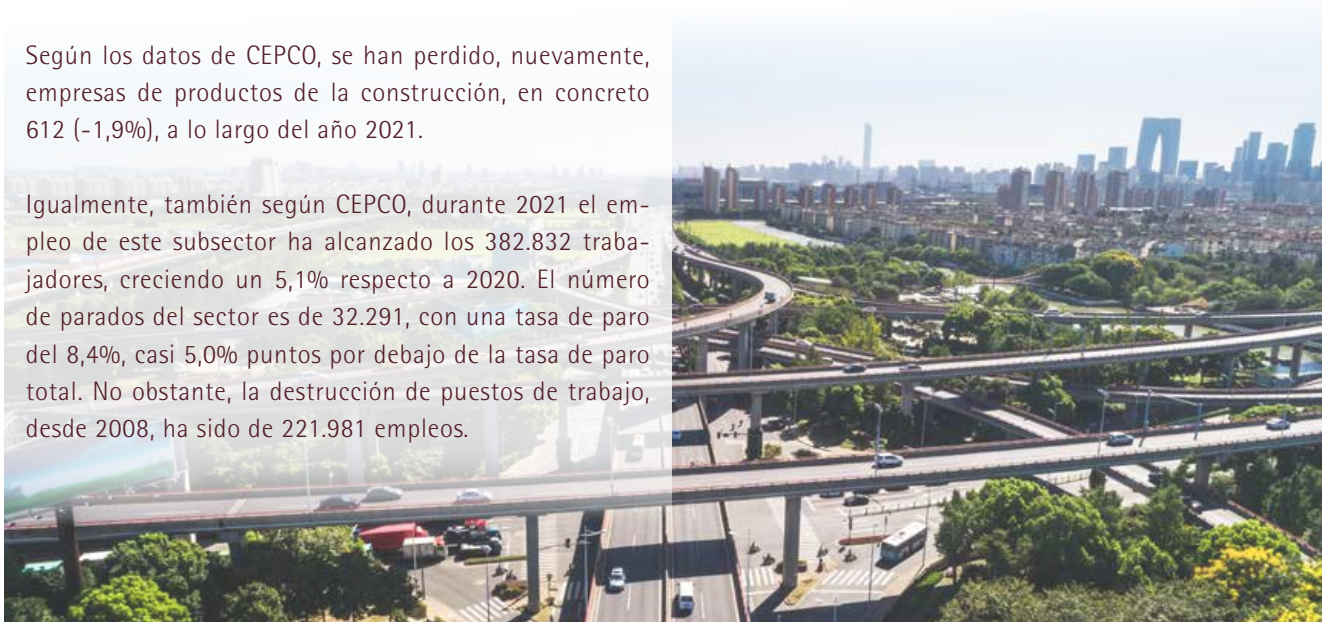 Según los datos de CEPCO, se han perdido, nuevamente,
empresas de productos de la construcción, en concreto
612 (-1,9%), a lo largo del año 2021.
Igualmente, también según CEPCO, durante 2021 el em-
pleo de este subsector ha alcanzado los 382.832 traba-
jadores, creciendo un 5,1% respecto a 2020. El número
de parados del sector es de 32.291, con una tasa de paro
del 8,4%, casi 5,0% puntos por debajo de la tasa de paro
total. No obstante, la destrucción de puestos de trabajo,
desde 2008, ha sido de 221.981 empleos.